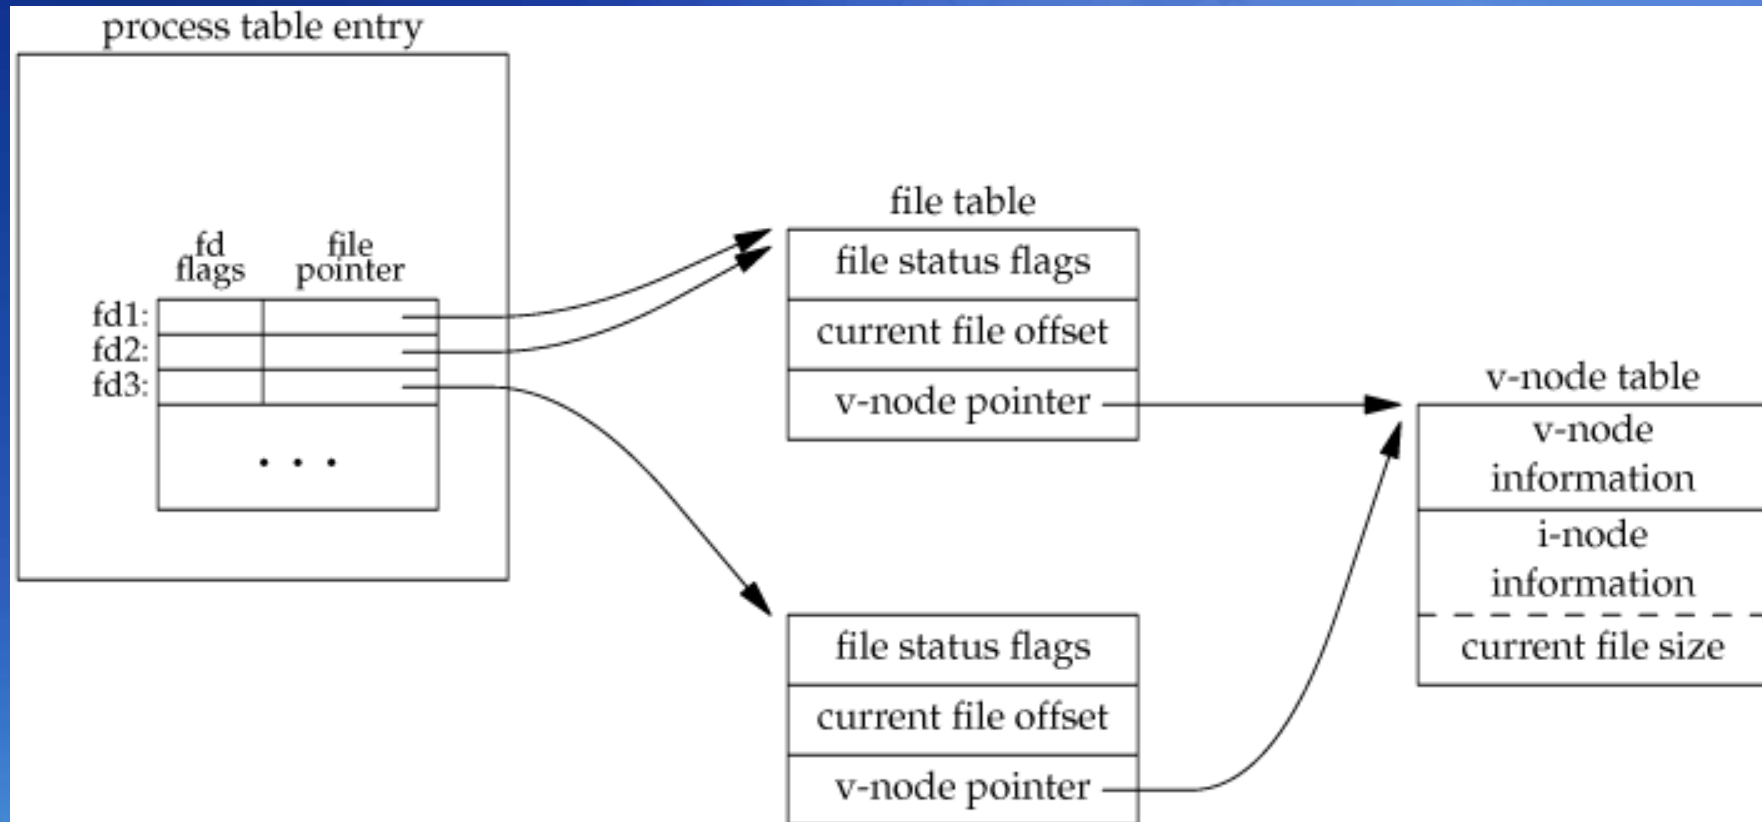 process table entry
fd
flags
file
pointer
fd1:
fd2:
fd3:
. . .
file table
file status flags
current file offset
v-node pointer
file status flags
current file offset
v-node pointer
v-node table
v-node
information
i-node
information
current file size